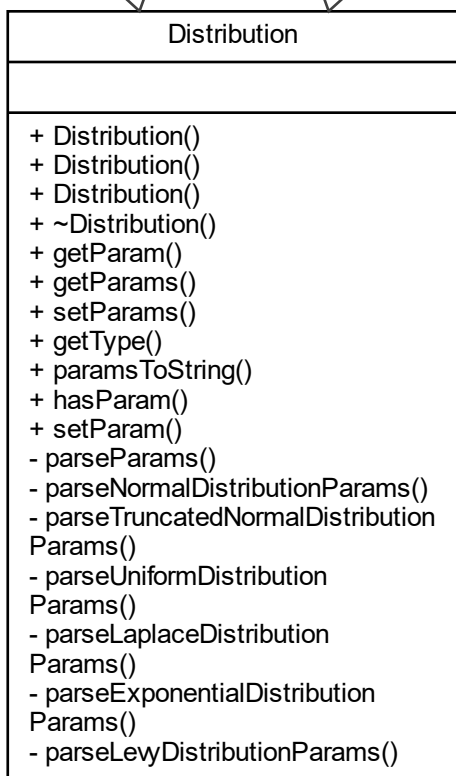 Distribution
+ Distribution()
+ Distribution()
+ Distribution()
+ ~Distribution()
+ getParam()
+ getParams()
+ setParams()
+ getType()
+ paramsToString()
+ hasParam()
+ setParam()
- parseParams()
- parseNormalDistributionParams()
- parseTruncatedNormalDistribution
Params()
- parseUniformDistribution
Params()
- parseLaplaceDistribution
Params()
- parseExponentialDistribution
Params()
- parseLevyDistributionParams()